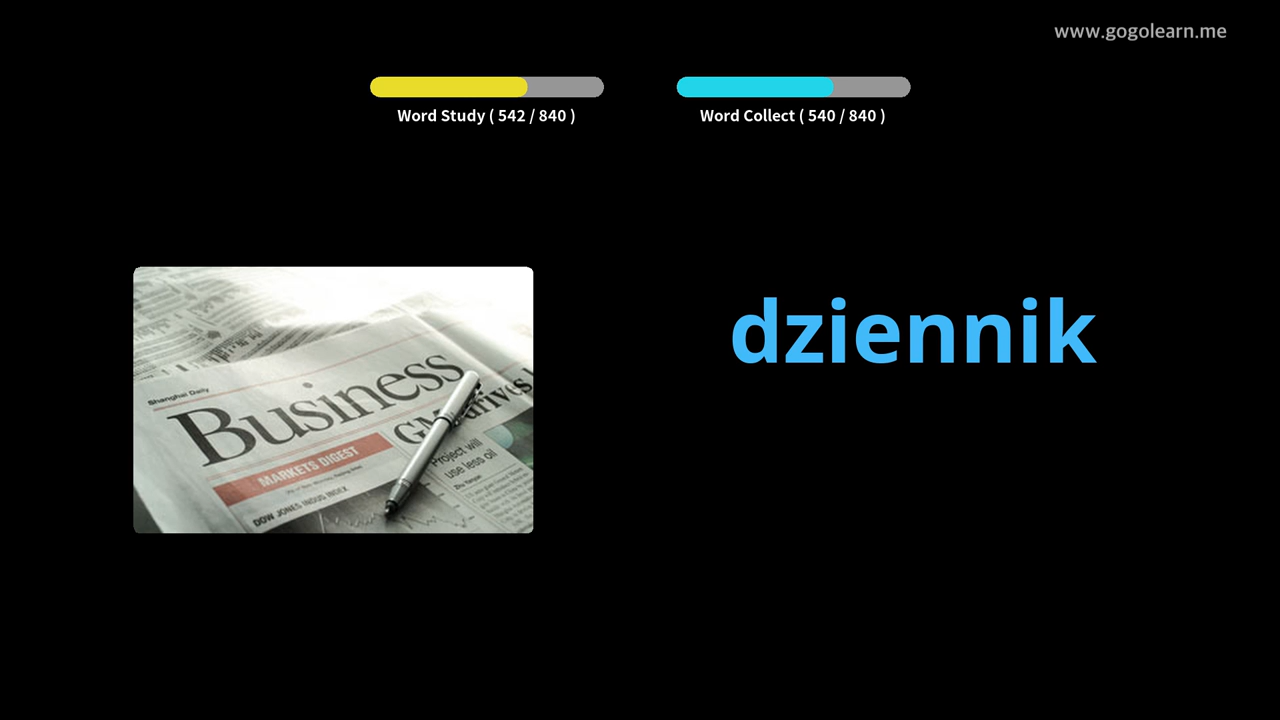 www.gogolearn.me
Word Study ( 542 / 840 )
Word Collect ( 540 / 840 )
dziennik
Shanghai Daily
Business
MARKETS DIGEST
DOW JONES INDUS INDEX
GM
drives
Project will
use less oil